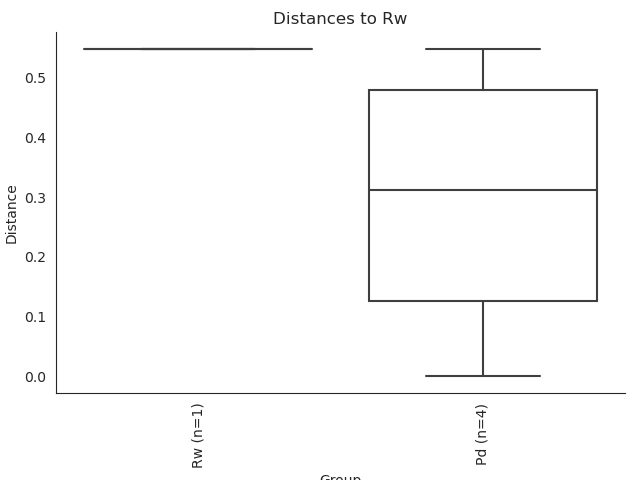 Distances to Rw
Distance
0.5
0.4
0.3
0.2
0.1
0.0
Rw (n=1)
Pd (n=4)
Group